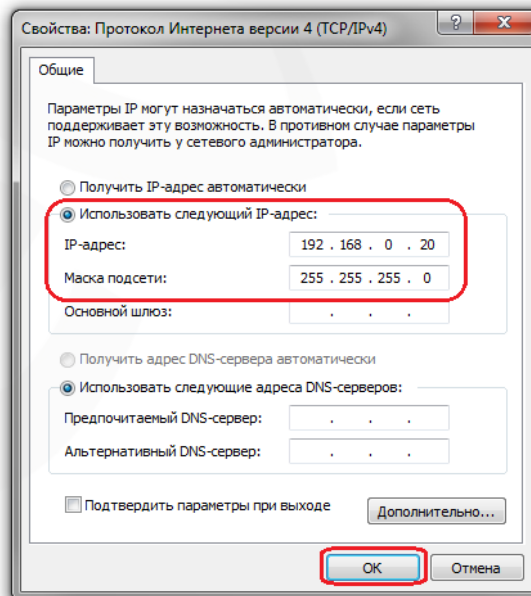 Свойства: Протокол Интернета версии 4 (TCP/IPv4)
? X
Общие
Параметры IP могут назначаться автоматически, если сеть
поддерживает эту возможность. В противном случае параметры
IP можно получить у сетевого администратора.
Получить IP-адрес автоматически
Использовать следующий IP-адрес:
IP-адрес: 192 . 168 . 0 . 20
Маска подсети: 255 . 255 . 255 . 0
Основной шлюз: . . .
Получить адрес DNS-сервера автоматически
Использовать следующие адреса DNS-серверов:
Предпочитаемый DNS-сервер: . . .
Альтернативный DNS-сервер: . . .
Подтвердить параметры при выходе
Дополнительно...
ОК Отмена